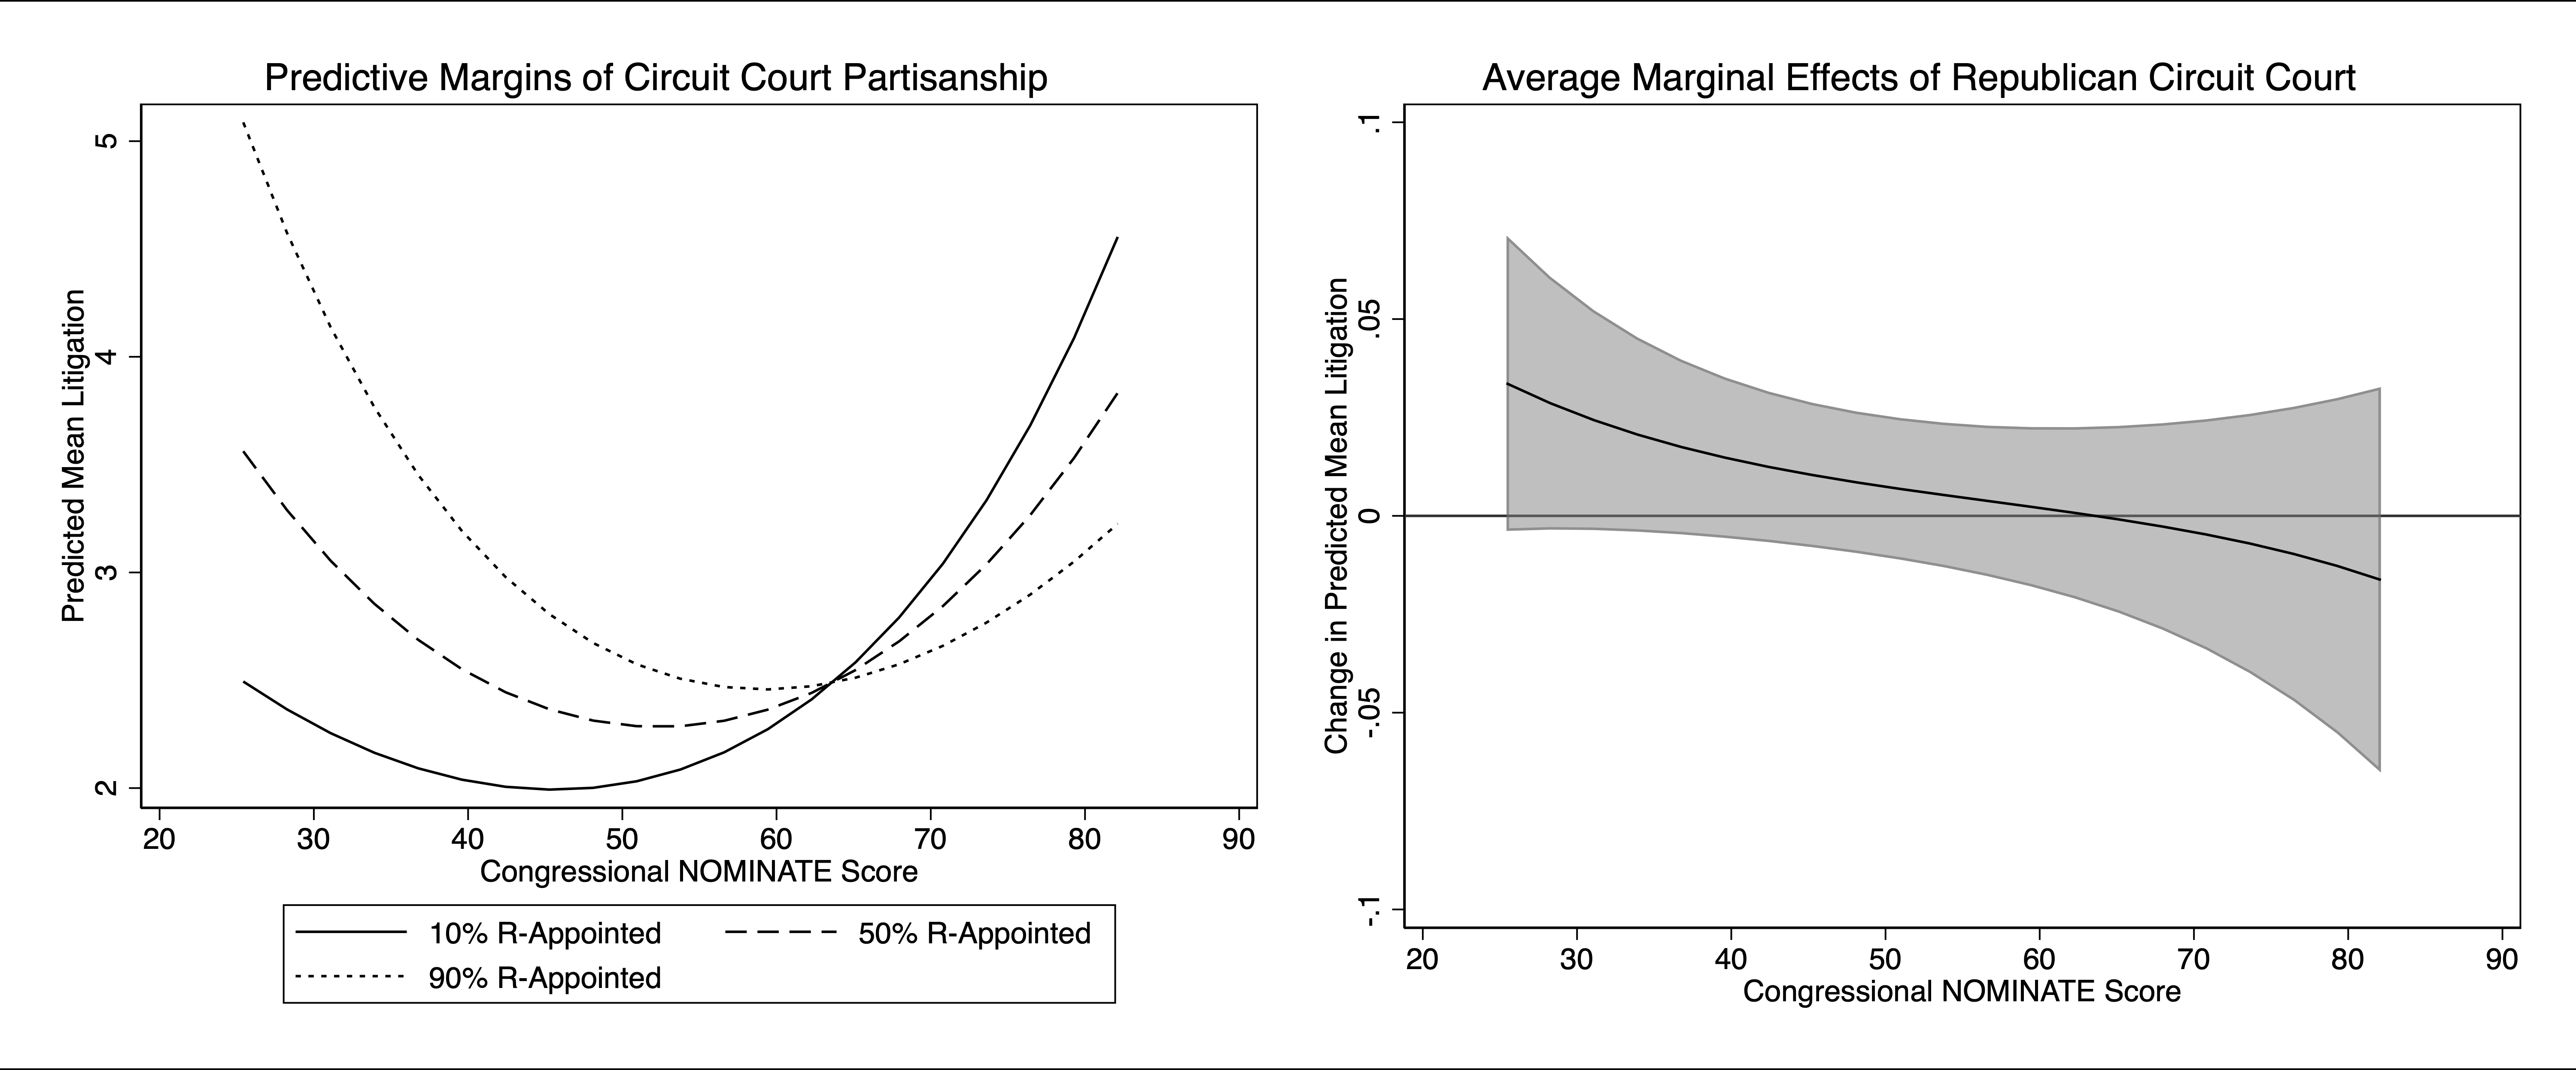 Predictive Margins of Circuit Court Partisanship
Predicted Mean Litigation
5
4
3
2
20 30 40 50 60 70 80 90
Congressional NOMINATE Score
10% R-Appointed 50% R-Appointed
90% R-Appointed
Average Marginal Effects of Republican Circuit Court
Change in Predicted Mean Litigation
.1
.05
0
-.05
-.1
20 30 40 50 60 70 80 90
Congressional NOMINATE Score